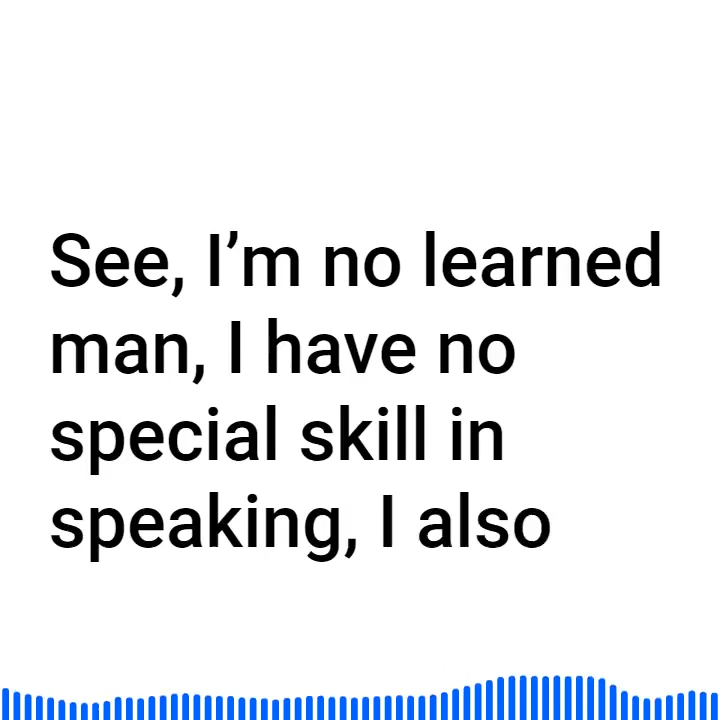 See, I’m no learned
man, I have no
special skill in
speaking, I also